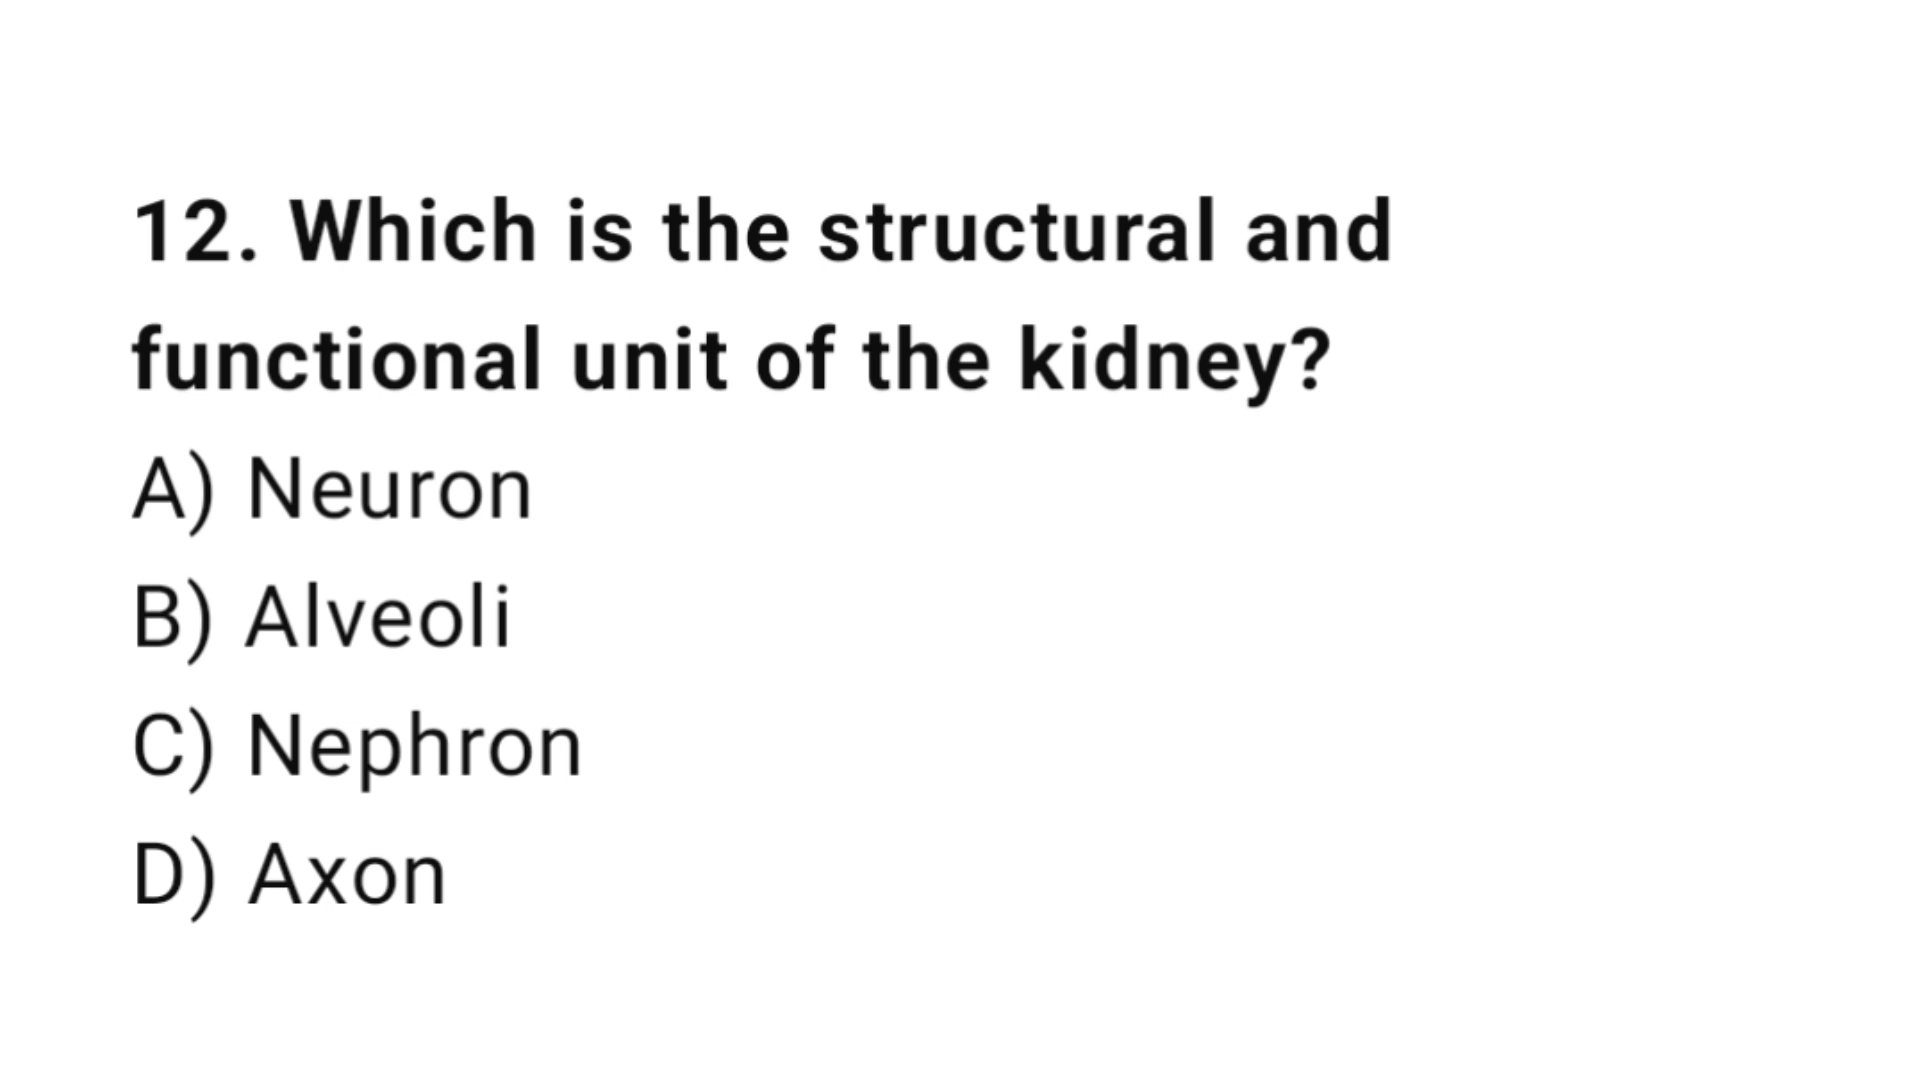 12. Which is the structural and
functional unit of the kidney?
A) Neuron
B) Alveoli
C) Nephron
D) Axon